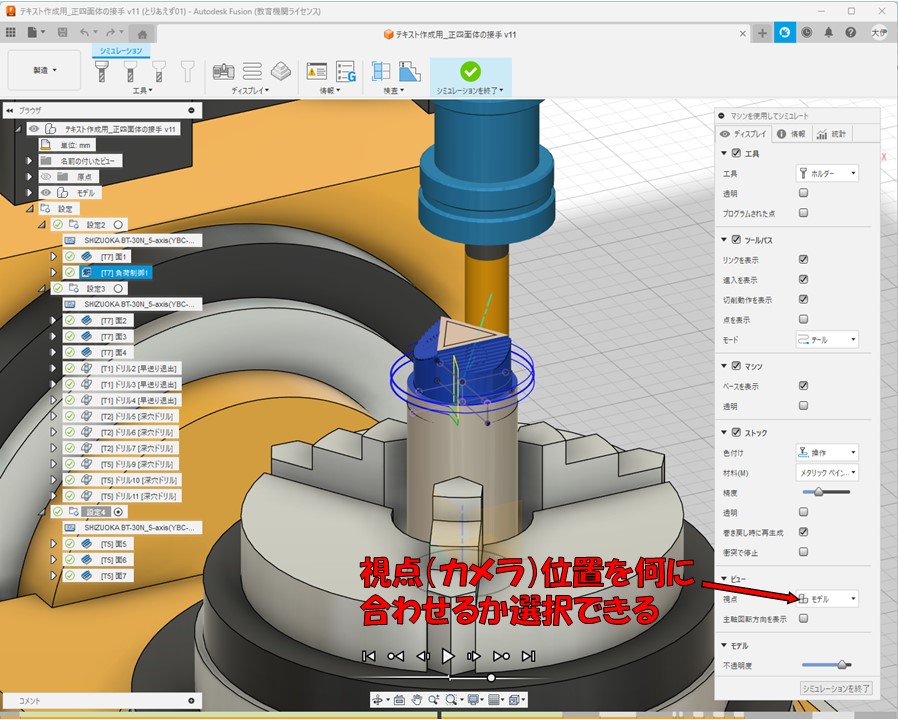 テキスト作成用_正四面体の接手 v11 (とりあえず01) - Autodesk Fusion (教育機関ライセンス)
テキスト作成用_正四面体の接手 v11
大伊
シミュレーション
製造
工具
ディスプレイ
情報
検査
シミュレーションを終了
ブラウザ
テキスト作成用_正四面体の接手 v11
単位: mm
名前の付いたビュー
原点
モデル
設定
設定2
SHIZUOKA BT-30N_5-axis(YBC-...
[T7] 面1
[T7] 負荷制御1
設定3
SHIZUOKA BT-30N_5-axis(YBC-...
[T7] 面2
[T7] 面3
[T7] 面4
[T1] ドリル2 [早送り退出]
[T1] ドリル3 [早送り退出]
[T1] ドリル4 [早送り退出]
[T2] ドリル5 [深穴ドリル]
[T2] ドリル6 [深穴ドリル]
[T2] ドリル7 [深穴ドリル]
[T5] ドリル9 [深穴ドリル]
[T5] ドリル10 [深穴ドリル]
[T5] ドリル11 [深穴ドリル]
設定4
SHIZUOKA BT-30N_5-axis(YBC-...
[T5] 面5
[T5] 面6
[T5] 面7
コメント
マシンを使用してシミュレート
ディスプレイ 情報 統計
工具
工具 ホルダー
透明
プログラムされた点
ツールパス
リンクを表示
進入を表示
切削動作を表示
点を表示
モード テール
マシン
ベースを表示
透明
ストック
色付け 操作
材料(M) メタリック ペイン...
精度
透明
巻き戻し時に再生成
衝突で停止
ビュー
視点 モデル
主軸回転方向を表示
モデル
不透明度
シミュレーションを終了
X
視点（カメラ）位置を何に
合わせるか選択できる